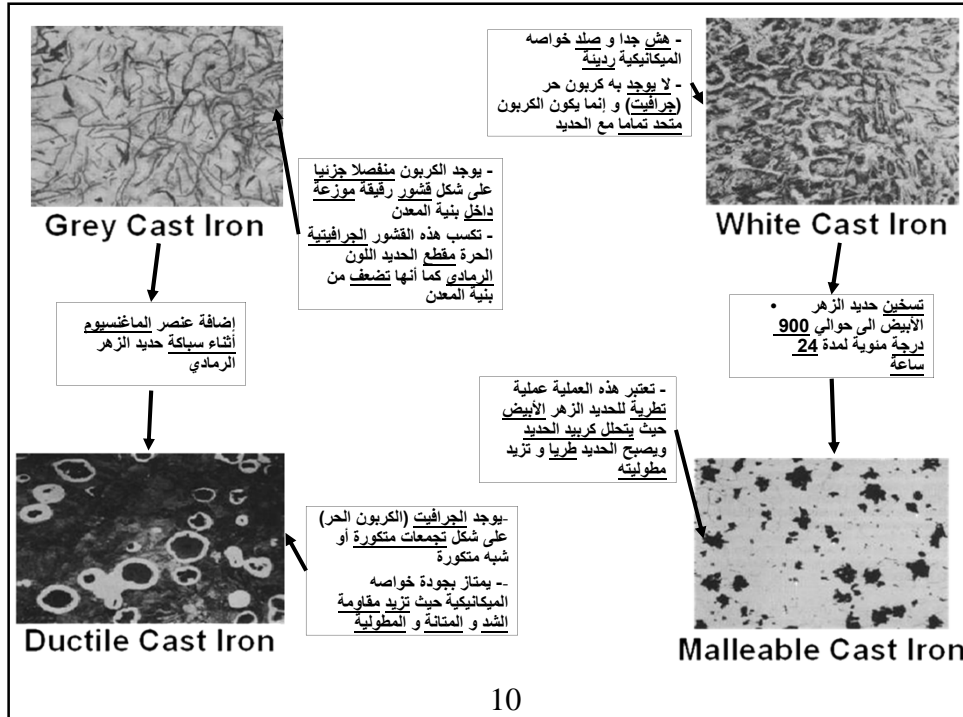 - هش جدا و صلد خواصه
الميكانيكية رديئة
- لا يوجد به كربون حر
(جرافيت) و إنما يكون الكربون
متحد تماما مع الحديد
White Cast Iron
Grey Cast Iron
- يوجد الكربون منفصلا جزئيا
على شكل قشور رقيقة موزعة
داخل بنية المعدن
- تكسب هذه القشور الجرافيتية
الحرة مقطع الحديد اللون
الرمادي كما أنها تضعف من
بنية المعدن
• تسخين حديد الزهر
الأبيض الى حوالي 900
درجة مئوية لمدة 24
ساعة
إضافة عنصر الماغنسيوم
أثناء سباكة حديد الزهر
الرمادي
- تعتبر هذه العملية عملية
تطرية للحديد الزهر الأبيض
حيث يتحلل كربيد الحديد
ويصبح الحديد طريا و تزيد
مطوليته
-يوجد الجرافيت (الكربون الحر)
على شكل تجمعات متكورة أو
شبه متكورة
-- يمتاز بجودة خواصه
الميكانيكية حيث تزيد مقاومة
الشد و المتانة و المطولية
Ductile Cast Iron
Malleable Cast Iron
10